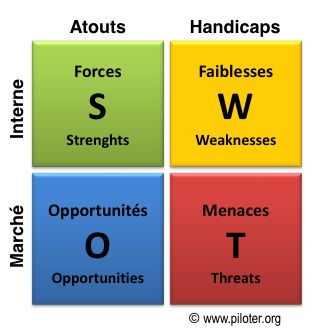 Atouts Handicaps
Interne
Forces
S
Strenghts
Faiblesses
W
Weaknesses
Marché
Opportunités
O
Opportunities
Menaces
T
Threats
© www.piloter.org